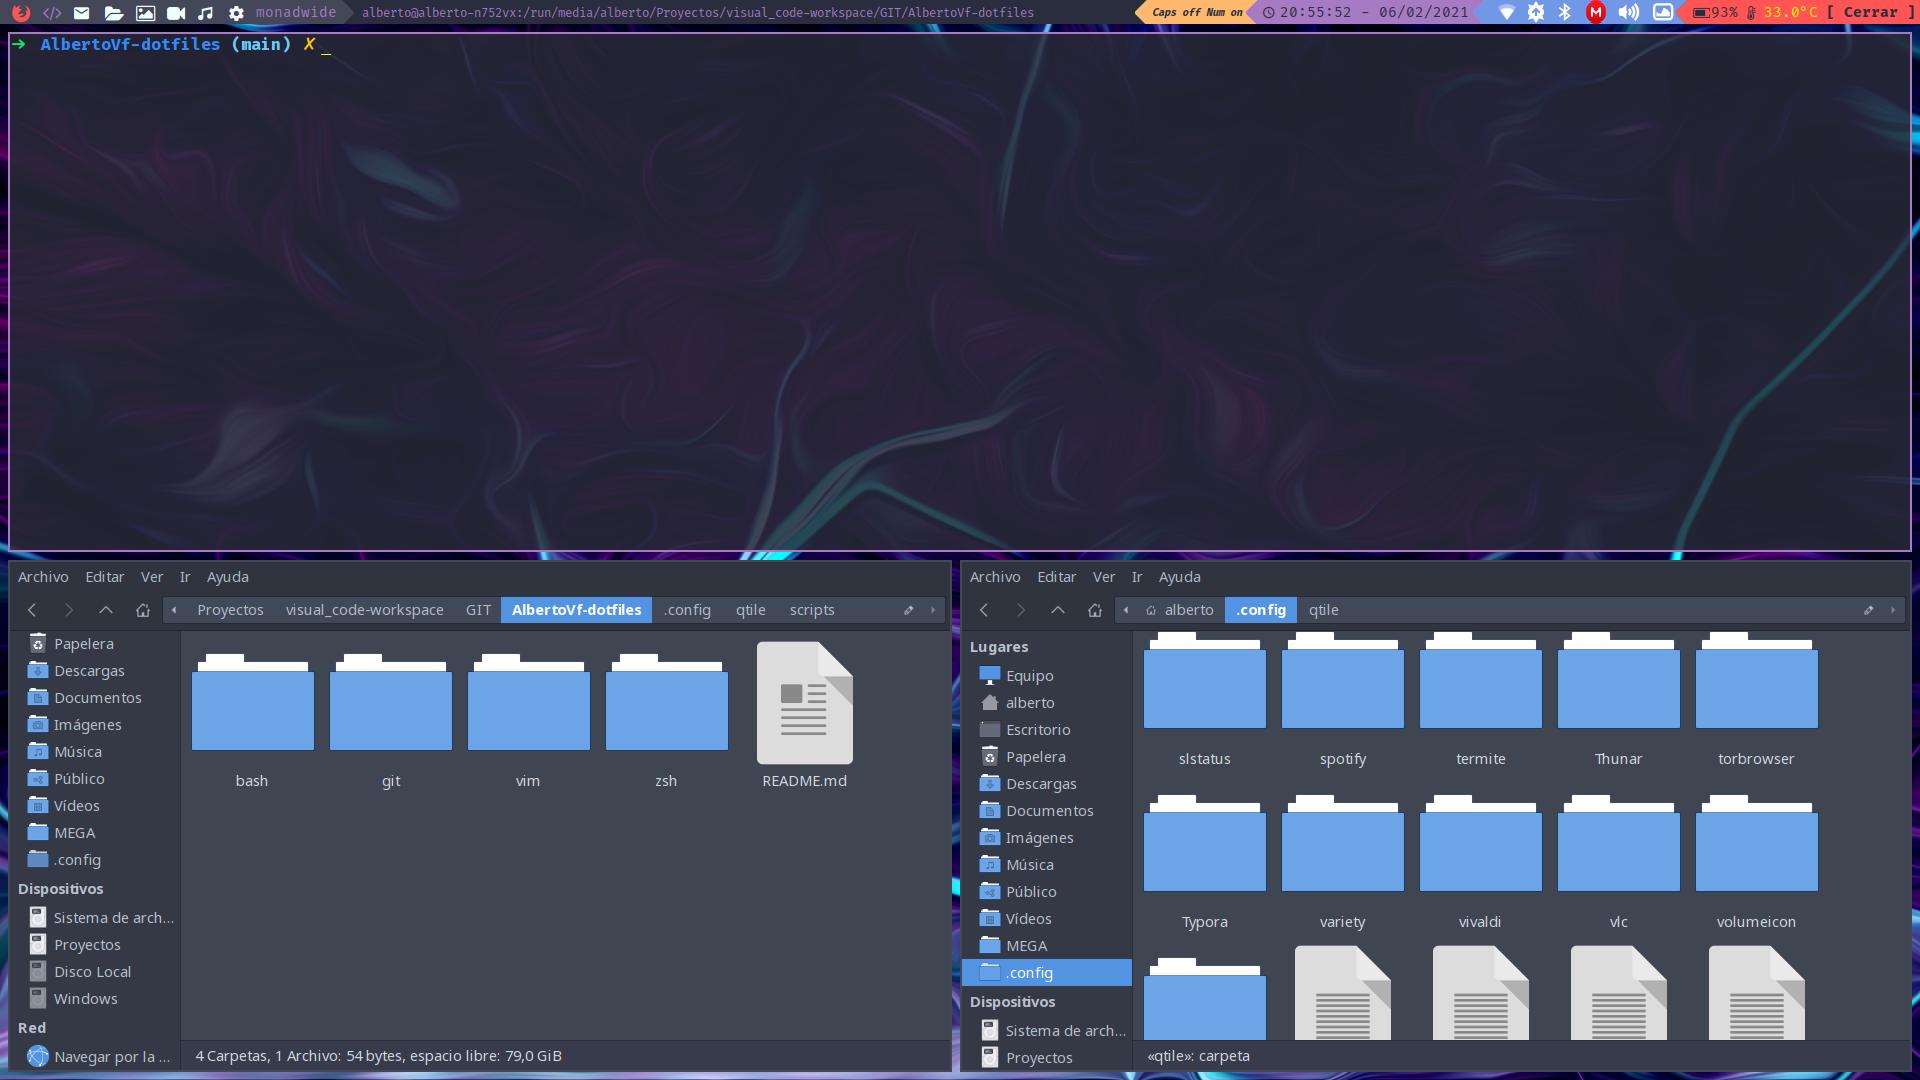 monadwide alberto@alberto-n752vx:/run/media/alberto/Proyectos/visual_code-workspace/GIT/AlbertoVf-dotfiles Caps off Num on 20:55:52 - 06/02/2021 M 93% 33.0°C [ Cerrar ]
➜ AlbertoVf-dotfiles (main) ✗ _
Archivo Editar Ver Ir Ayuda
Proyectos visual_code-workspace GIT AlbertoVf-dotfiles .config qtile scripts
Papelera
Descargas
Documentos
Imágenes
Música
Público
Vídeos
MEGA
.config
Dispositivos
Sistema de arch...
Proyectos
Disco Local
Windows
Red
Navegar por la ...
bash git vim zsh README.md
4 Carpetas, 1 Archivo: 54 bytes, espacio libre: 79,0 GiB
Archivo Editar Ver Ir Ayuda
alberto .config qtile
Lugares
Equipo
alberto
Escritorio
Papelera
Descargas
Documentos
Imágenes
Música
Público
Vídeos
MEGA
.config
Dispositivos
Sistema de arch...
Proyectos
slstatus spotify termite Thunar torbrowser
Typora variety vivaldi vlc volumeicon
«qtile»: carpeta